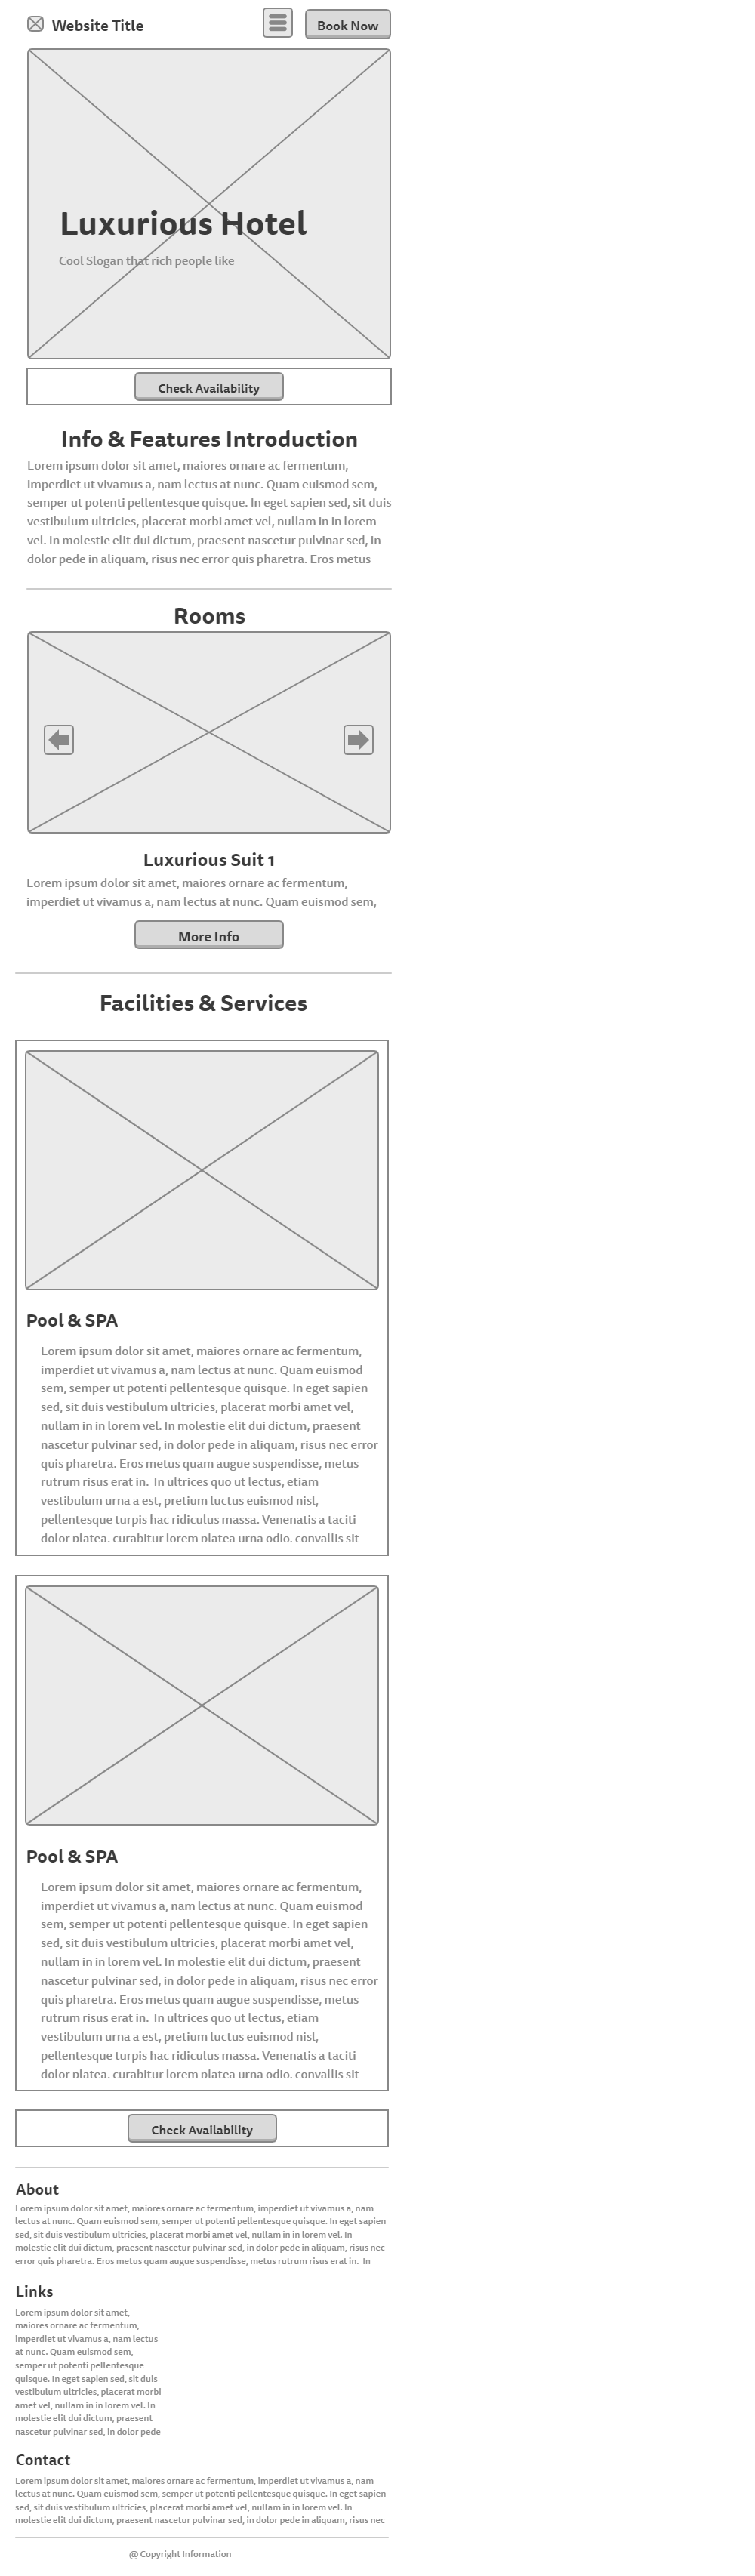 Website Title
Book Now
Luxurious Hotel
Cool Slogan that rich people like
Check Availability
Info & Features Introduction
Lorem ipsum dolor sit amet, maiores ornare ac fermentum,
imperdiet ut vivamus a, nam lectus at nunc. Quam euismod sem,
semper ut potenti pellentesque quisque. In eget sapien sed, sit duis
vestibulum ultricies, placerat morbi amet vel, nullam in in lorem
vel. In molestie elit dui dictum, praesent nascetur pulvinar sed, in
dolor pede in aliquam, risus nec error quis pharetra. Eros metus
Rooms
Luxurious Suit 1
Lorem ipsum dolor sit amet, maiores ornare ac fermentum,
imperdiet ut vivamus a, nam lectus at nunc. Quam euismod sem,
More Info
Facilities & Services
Pool & SPA
Lorem ipsum dolor sit amet, maiores ornare ac fermentum,
imperdiet ut vivamus a, nam lectus at nunc. Quam euismod
sem, semper ut potenti pellentesque quisque. In eget sapien
sed, sit duis vestibulum ultricies, placerat morbi amet vel,
nullam in in lorem vel. In molestie elit dui dictum, praesent
nascetur pulvinar sed, in dolor pede in aliquam, risus nec error
quis pharetra. Eros metus quam augue suspendisse, metus
rutrum risus erat in.  In ultrices quo ut lectus, etiam
vestibulum urna a est, pretium luctus euismod nisl,
pellentesque turpis hac ridiculus massa. Venenatis a taciti
dolor platea, curabitur lorem platea urna odio, convallis sit
Pool & SPA
Lorem ipsum dolor sit amet, maiores ornare ac fermentum,
imperdiet ut vivamus a, nam lectus at nunc. Quam euismod
sem, semper ut potenti pellentesque quisque. In eget sapien
sed, sit duis vestibulum ultricies, placerat morbi amet vel,
nullam in in lorem vel. In molestie elit dui dictum, praesent
nascetur pulvinar sed, in dolor pede in aliquam, risus nec error
quis pharetra. Eros metus quam augue suspendisse, metus
rutrum risus erat in.  In ultrices quo ut lectus, etiam
vestibulum urna a est, pretium luctus euismod nisl,
pellentesque turpis hac ridiculus massa. Venenatis a taciti
dolor platea, curabitur lorem platea urna odio, convallis sit
Check Availability
About
Lorem ipsum dolor sit amet, maiores ornare ac fermentum, imperdiet ut vivamus a, nam
lectus at nunc. Quam euismod sem, semper ut potenti pellentesque quisque. In eget sapien
sed, sit duis vestibulum ultricies, placerat morbi amet vel, nullam in in lorem vel. In
molestie elit dui dictum, praesent nascetur pulvinar sed, in dolor pede in aliquam, risus nec
error quis pharetra. Eros metus quam augue suspendisse, metus rutrum risus erat in.  In
Links
Lorem ipsum dolor sit amet,
maiores ornare ac fermentum,
imperdiet ut vivamus a, nam lectus
at nunc. Quam euismod sem,
semper ut potenti pellentesque
quisque. In eget sapien sed, sit duis
vestibulum ultricies, placerat morbi
amet vel, nullam in in lorem vel. In
molestie elit dui dictum, praesent
nascetur pulvinar sed, in dolor pede
Contact
Lorem ipsum dolor sit amet, maiores ornare ac fermentum, imperdiet ut vivamus a, nam
lectus at nunc. Quam euismod sem, semper ut potenti pellentesque quisque. In eget sapien
sed, sit duis vestibulum ultricies, placerat morbi amet vel, nullam in in lorem vel. In
molestie elit dui dictum, praesent nascetur pulvinar sed, in dolor pede in aliquam, risus nec
@ Copyright Information